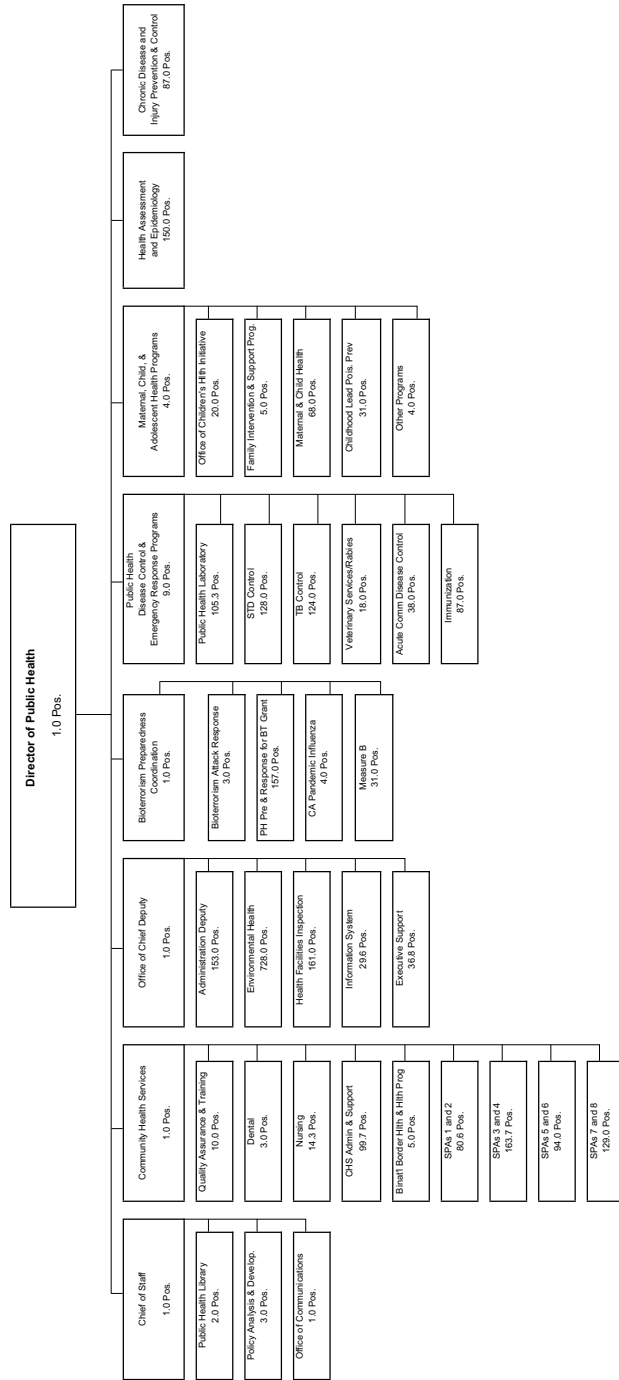 Director of Public Health
1.0 Pos.
Chief of Staff
1.0 Pos.
Public Health Library
2.0 Pos.
Policy Analysis & Develop.
3.0 Pos.
Office of Communications
1.0 Pos.
Community Health Services
1.0 Pos.
Quality Assurance & Training
10.0 Pos.
Dental
3.0 Pos.
Nursing
14.3 Pos.
CHS Admin & Support
99.7 Pos.
Binat'l Border Hlth & Hlth Prog
5.0 Pos.
SPAs 1 and 2
80.6 Pos.
SPAs 3 and 4
163.7 Pos.
SPAs 5 and 6
94.0 Pos.
SPAs 7 and 8
129.0 Pos.
Office of Chief Deputy
1.0 Pos.
Administration Deputy
153.0 Pos.
Environmental Health
728.0 Pos.
Health Facilities Inspection
161.0 Pos.
Information System
29.6 Pos.
Executive Support
36.8 Pos.
Bioterrorism Preparedness
Coordination
1.0 Pos.
Bioterrorism Attack Response
3.0 Pos.
PH Pre & Response for BT Grant
157.0 Pos.
CA Pandemic Influenza
4.0 Pos.
Measure B
31.0 Pos.
Public Health
Disease Control &
Emergency Response Programs
9.0 Pos.
Public Health Laboratory
105.3 Pos.
STD Control
128.0 Pos.
TB Control
124.0 Pos.
Veterinary Services/Rabies
18.0 Pos.
Acute Comm Disease Control
38.0 Pos.
Immunization
87.0 Pos.
Maternal, Child, &
Adolescent Health Programs
4.0 Pos.
Office of Children's Hlth Initiative
20.0 Pos.
Family Intervention & Support Prog.
5.0 Pos.
Maternal & Child Health
68.0 Pos.
Childhood Lead Pois. Prev
31.0 Pos.
Other Programs
4.0 Pos.
Health Assessment
and Epidemiology
150.0 Pos.
Chronic Disease and
Injury Prevention & Control
87.0 Pos.